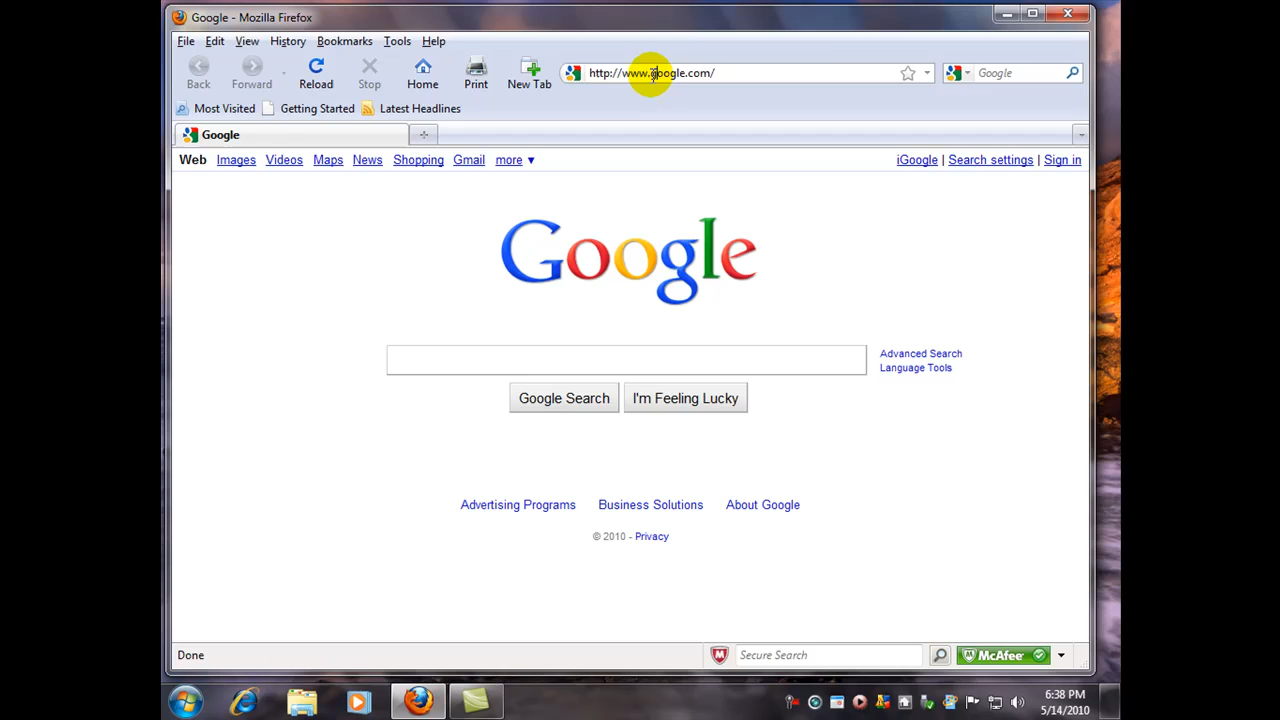 Google - Mozilla Firefox
File Edit View History Bookmarks Tools Help
Back Forward Reload Stop Home Print New Tab http://www.google.com/ Google
Most Visited Getting Started Latest Headlines
Google
Web Images Videos Maps News Shopping Gmail more ▼ iGoogle | Search settings | Sign in
Google
Advanced Search
Language Tools
Google Search I'm Feeling Lucky
Advertising Programs Business Solutions About Google
© 2010 - Privacy
Done Secure Search McAfee
6:38 PM
5/14/2010